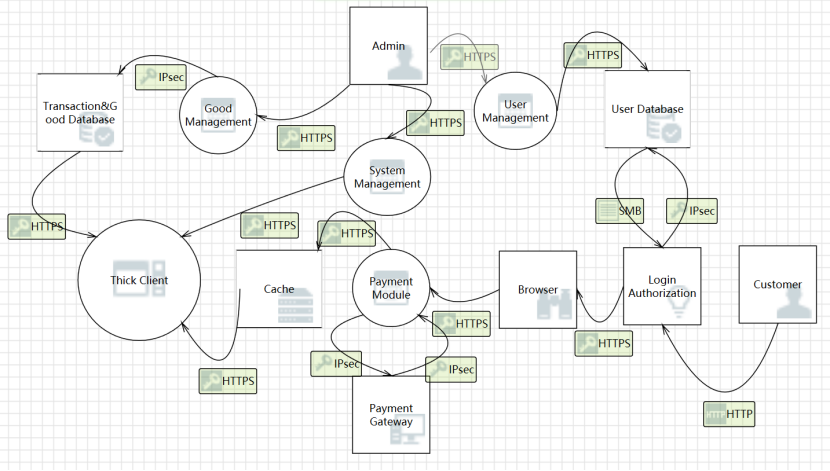 Admin
HTTPS
HTTPS
IPsec
Transaction&G
ood Database
Good
Management
User
Management
User Database
HTTPS
HTTPS
System
Management
SMB
IPsec
HTTPS
HTTPS
HTTPS
Thick Client
Cache
Payment
Module
Browser
Login
Authorization
Customer
HTTPS
HTTPS
IPsec
IPsec
HTTPS
Payment
Gateway
HTTP
HTTP